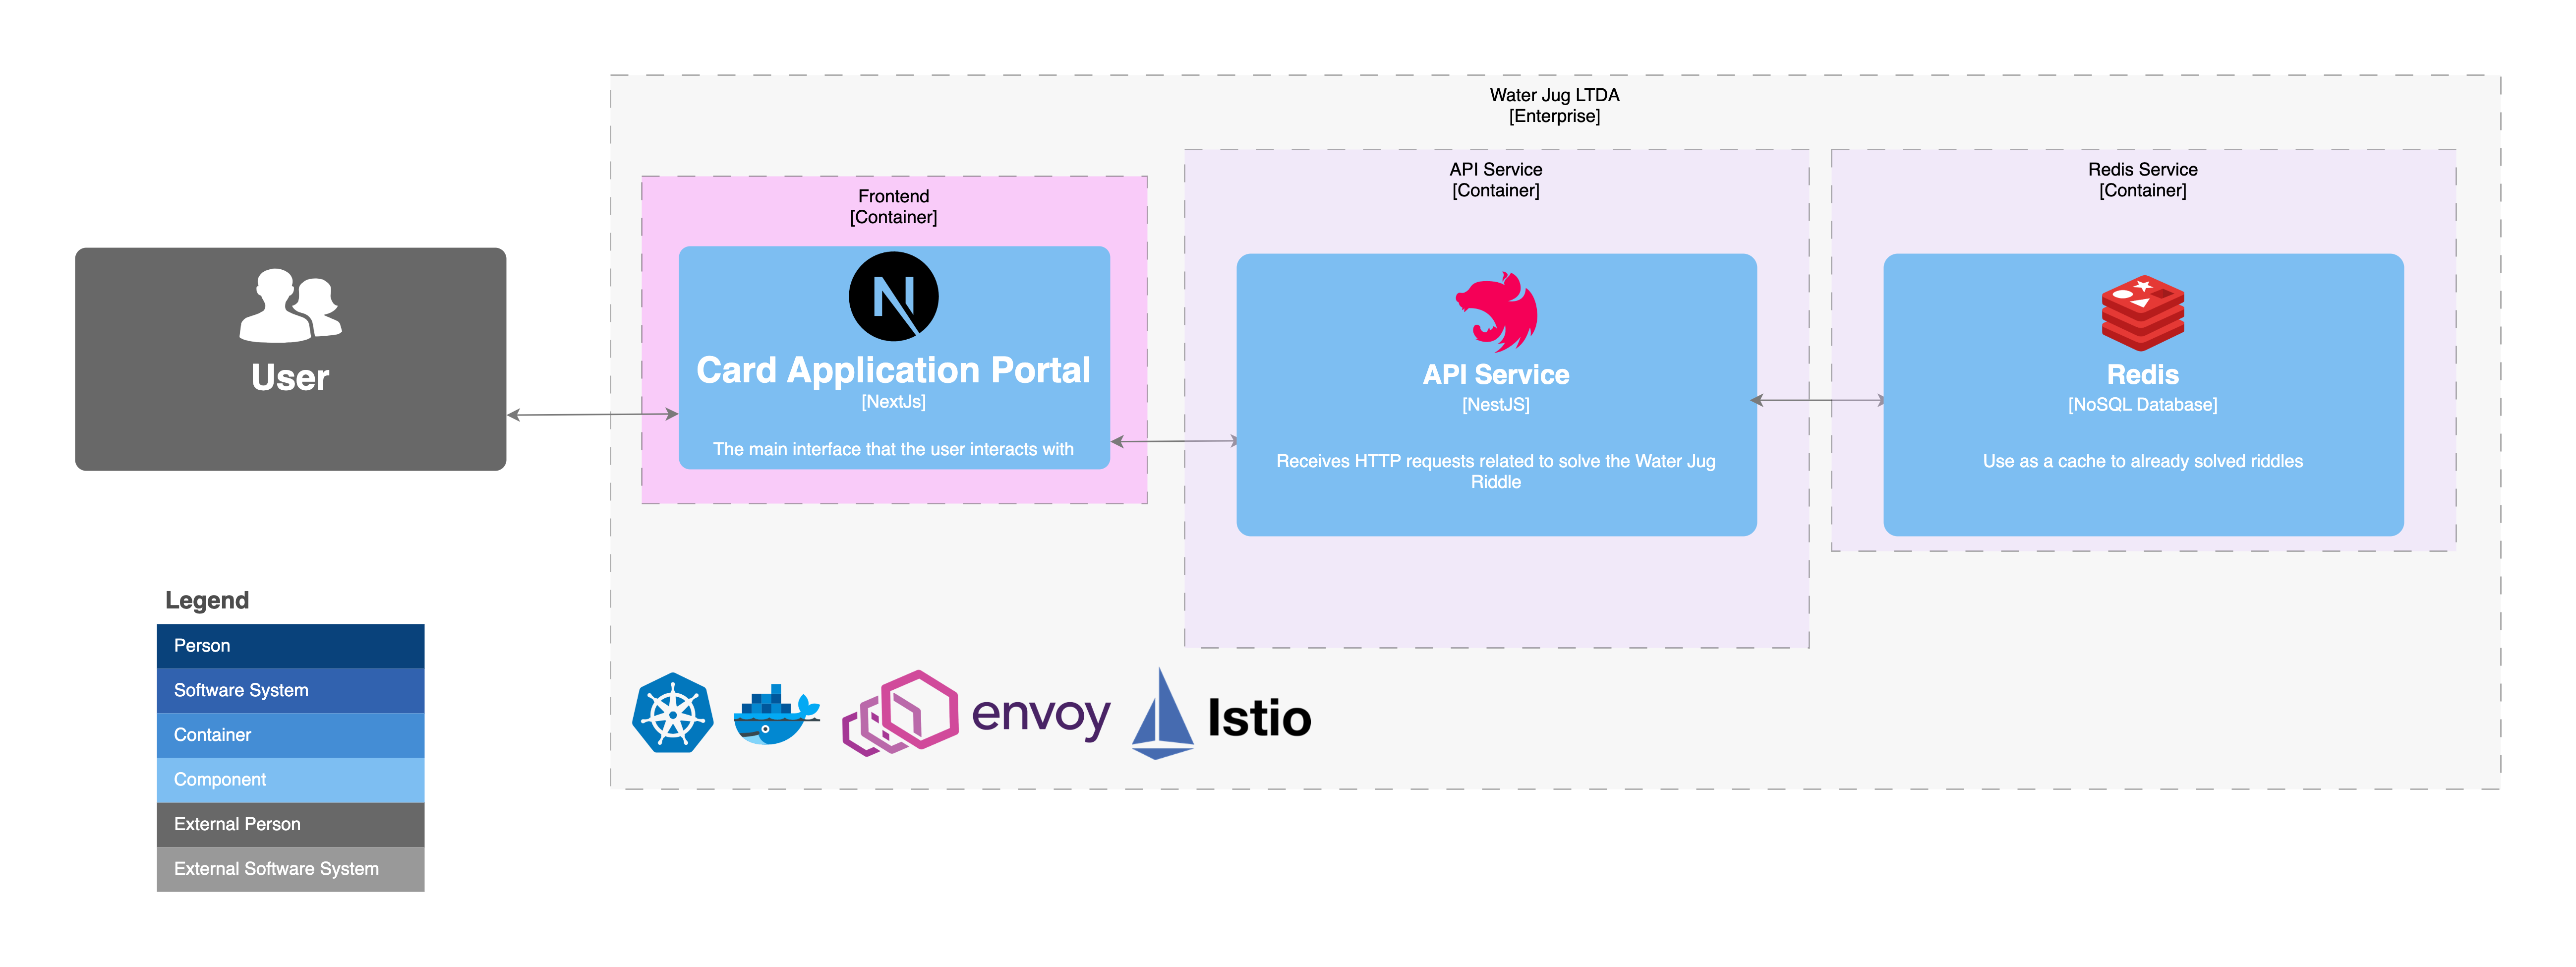 Water Jug LTDA
[Enterprise]
Frontend
[Container]
API Service
[Container]
Redis Service
[Container]
User
N
Card Application Portal
[NextJs]
The main interface that the user interacts with
API Service
[NestJS]
Receives HTTP requests related to solve the Water Jug
Riddle
Redis
[NoSQL Database]
Use as a cache to already solved riddles
Legend
Person
Software System
Container
Component
External Person
External Software System
envoy
Istio